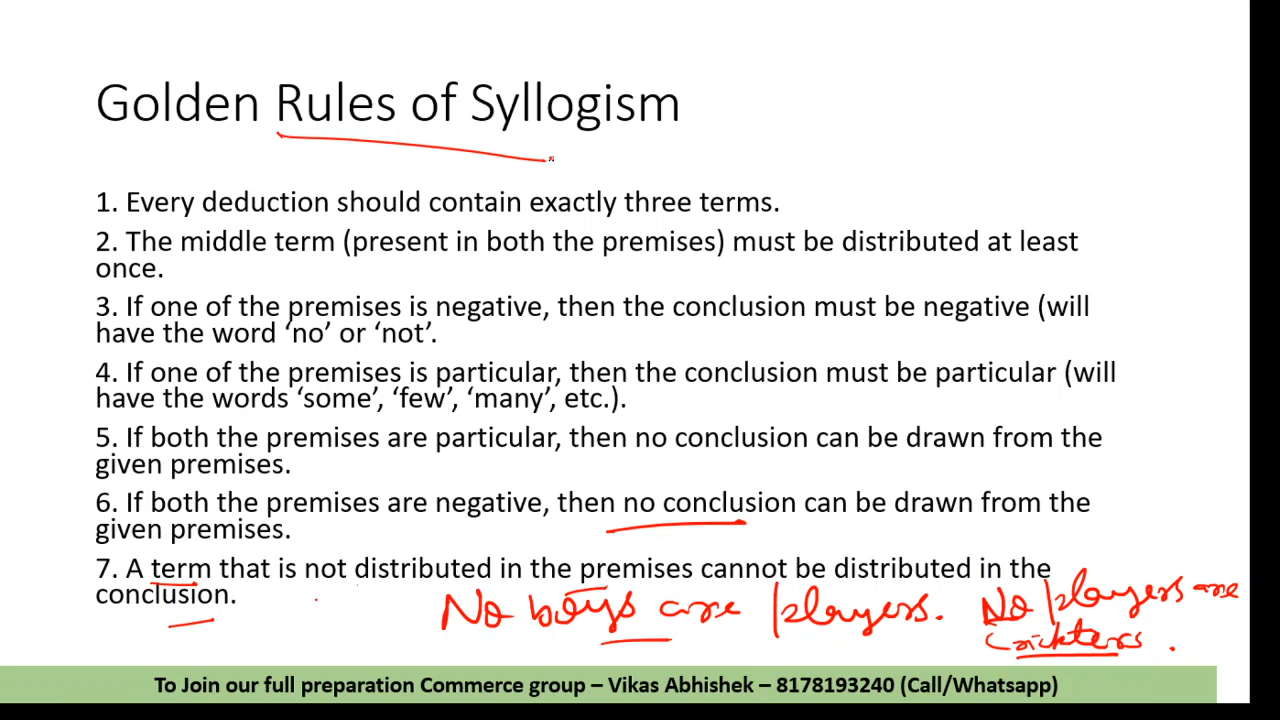 Golden Rules of Syllogism
1. Every deduction should contain exactly three terms.
2. The middle term (present in both the premises) must be distributed at least
once.
3. If one of the premises is negative, then the conclusion must be negative (will
have the word ‘no’ or ‘not’.
4. If one of the premises is particular, then the conclusion must be particular (will
have the words ‘some’, ‘few’, ‘many’, etc.).
5. If both the premises are particular, then no conclusion can be drawn from the
given premises.
6. If both the premises are negative, then no conclusion can be drawn from the
given premises.
7. A term that is not distributed in the premises cannot be distributed in the
conclusion.
No boys are players. No players are
crickters.
To Join our full preparation Commerce group – Vikas Abhishek – 8178193240 (Call/Whatsapp)